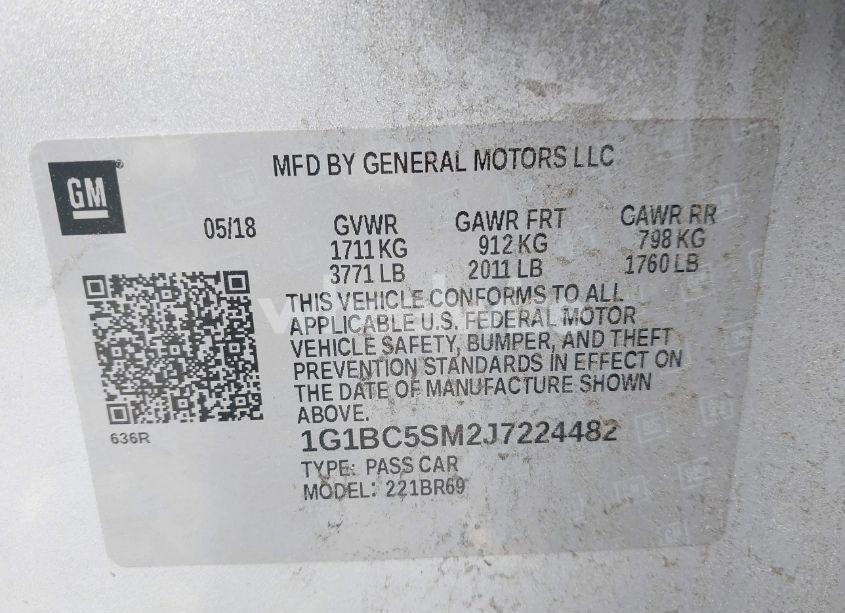 MFD BY GENERAL MOTORS LLC
GM
05/18
GVWR GAWR FRT GAWR RR
1711 KG 912 KG 798 KG
3771 LB 2011 LB 1760 LB
THIS VEHICLE CONFORMS TO ALL
APPLICABLE U.S. FEDERAL MOTOR
VEHICLE SAFETY, BUMPER, AND THEFT
PREVENTION STANDARDS IN EFFECT ON
THE DATE OF MANUFACTURE SHOWN
ABOVE.
636R
1G1BC5SM2J7224482
TYPE: PASS CAR
MODEL: 221BR69